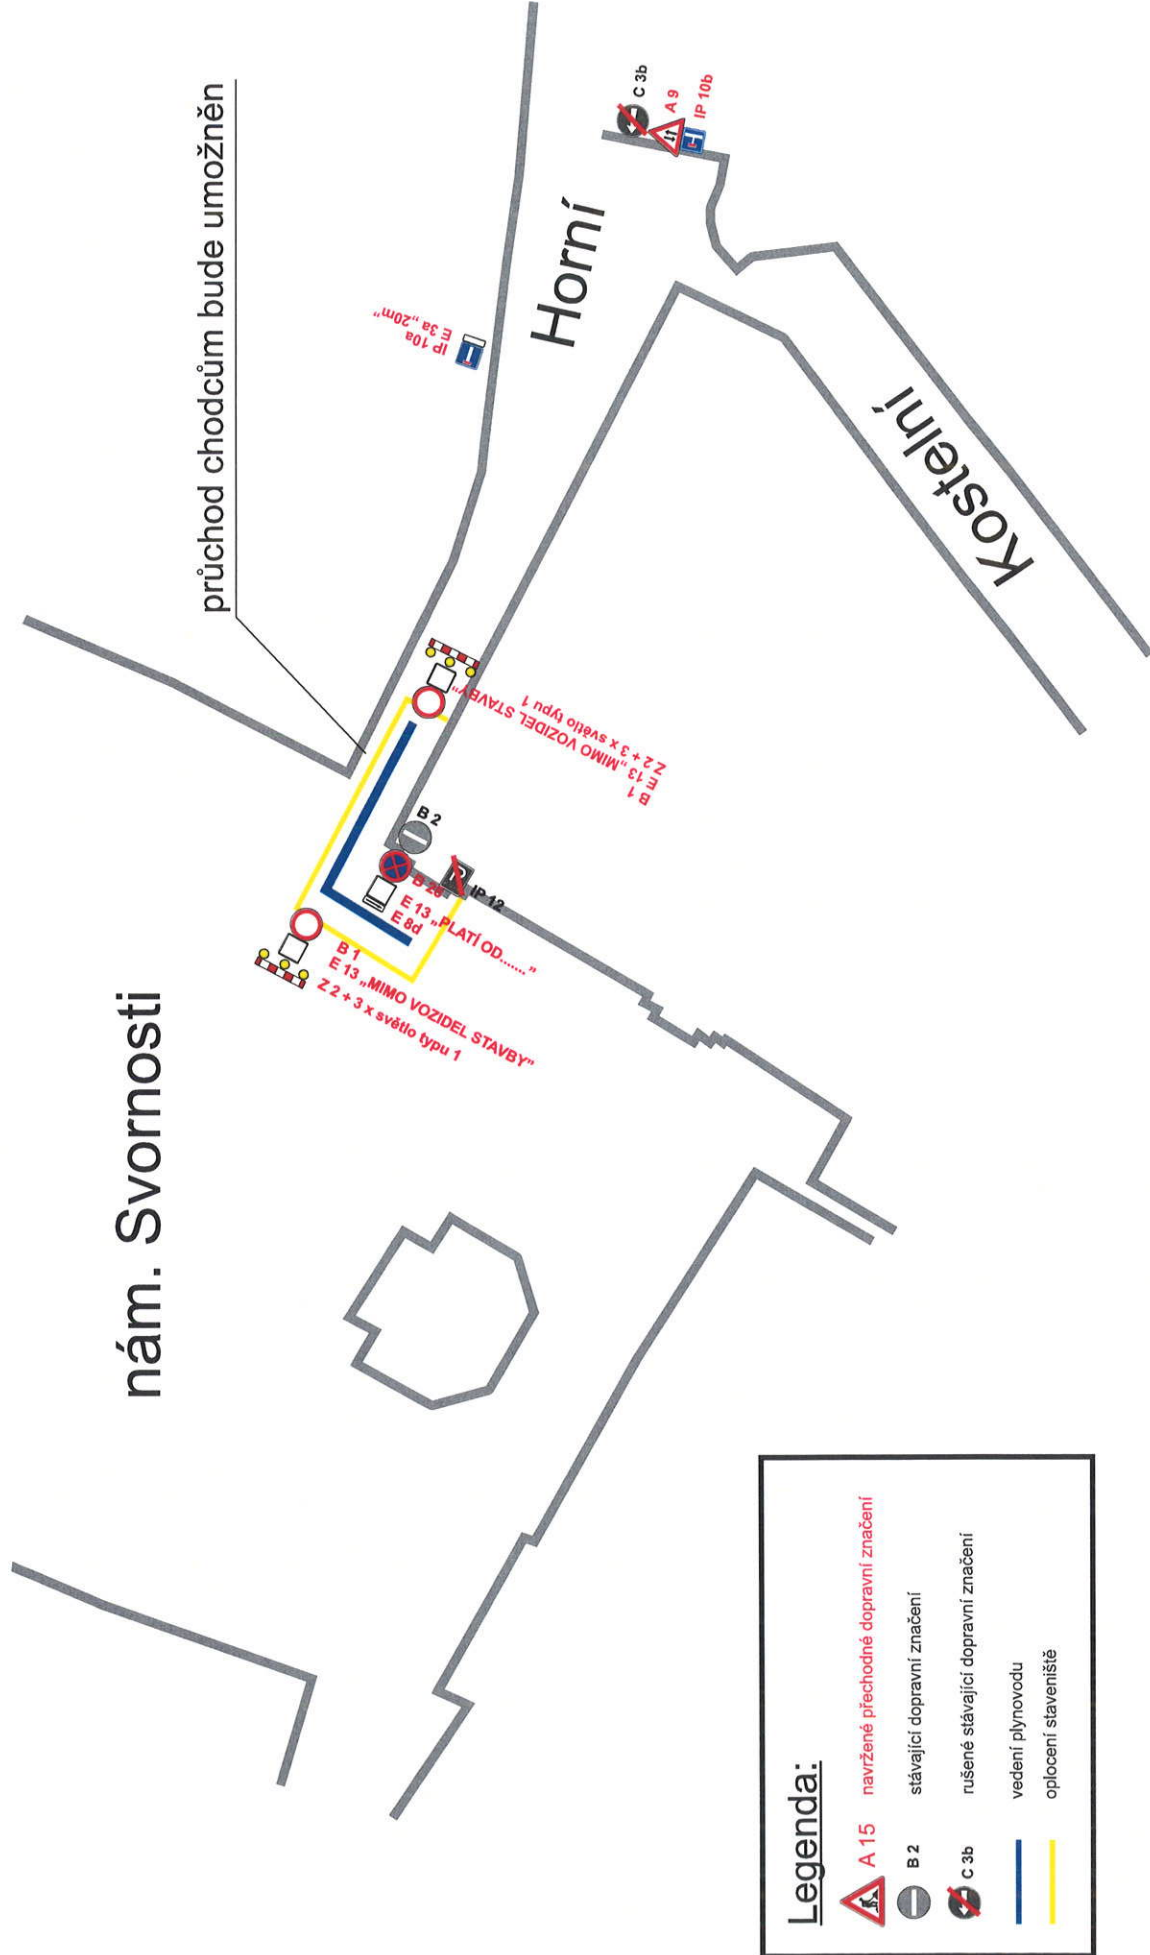 nám. Svornosti
průchod chodcům bude umožněn
Horní
Kostelní
C 3b
A 9
IP 10b
IP 10a
E 3a „20m“
B 1
E 13 „MIMO VOZIDEL STAVBY“
Z 2 + 3 x světlo typu 1
B 2
B 28
E 13 „PLATÍ OD....... “
E 8d
IP 12
B 1
E 13 „MIMO VOZIDEL STAVBY“
Z 2 + 3 x světlo typu 1
Legenda:
A 15 navržené přechodné dopravní značení
B 2 stávající dopravní značení
C 3b rušené stávající dopravní značení
vedení plynovodu
oplocení staveniště